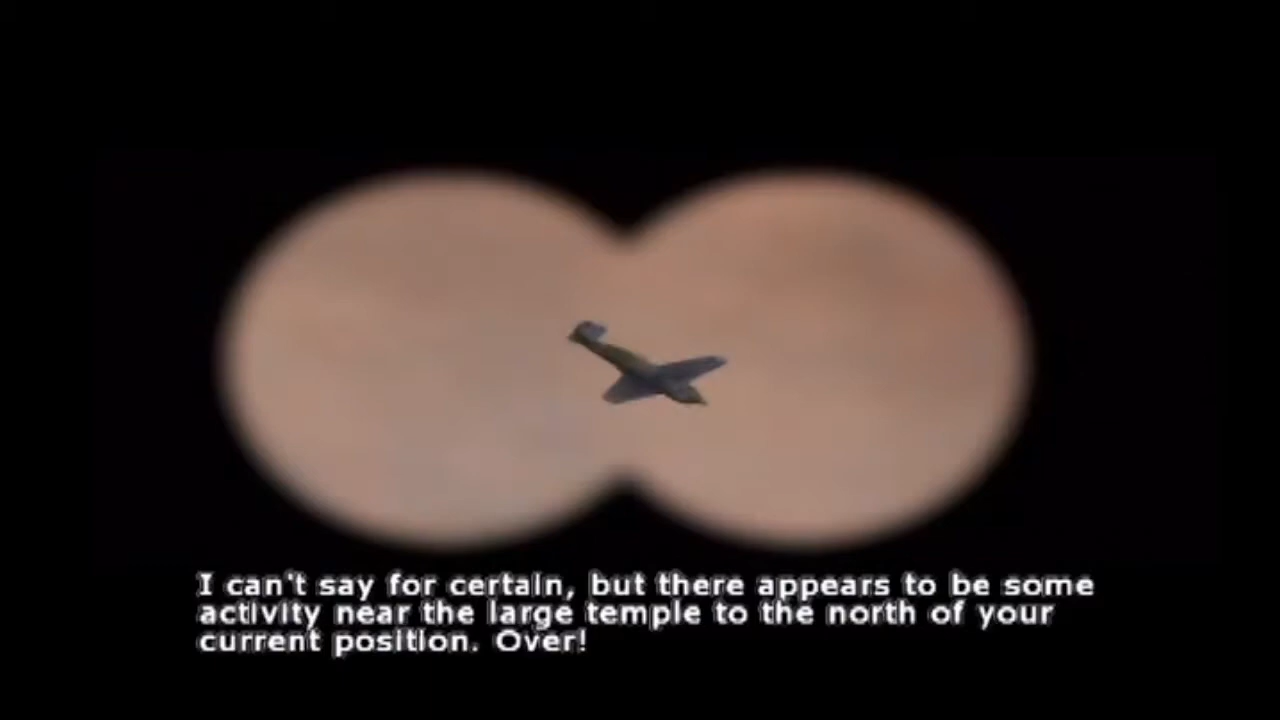 I can't say for certain, but there appears to be some
activity near the large temple to the north of your
current position. Over!